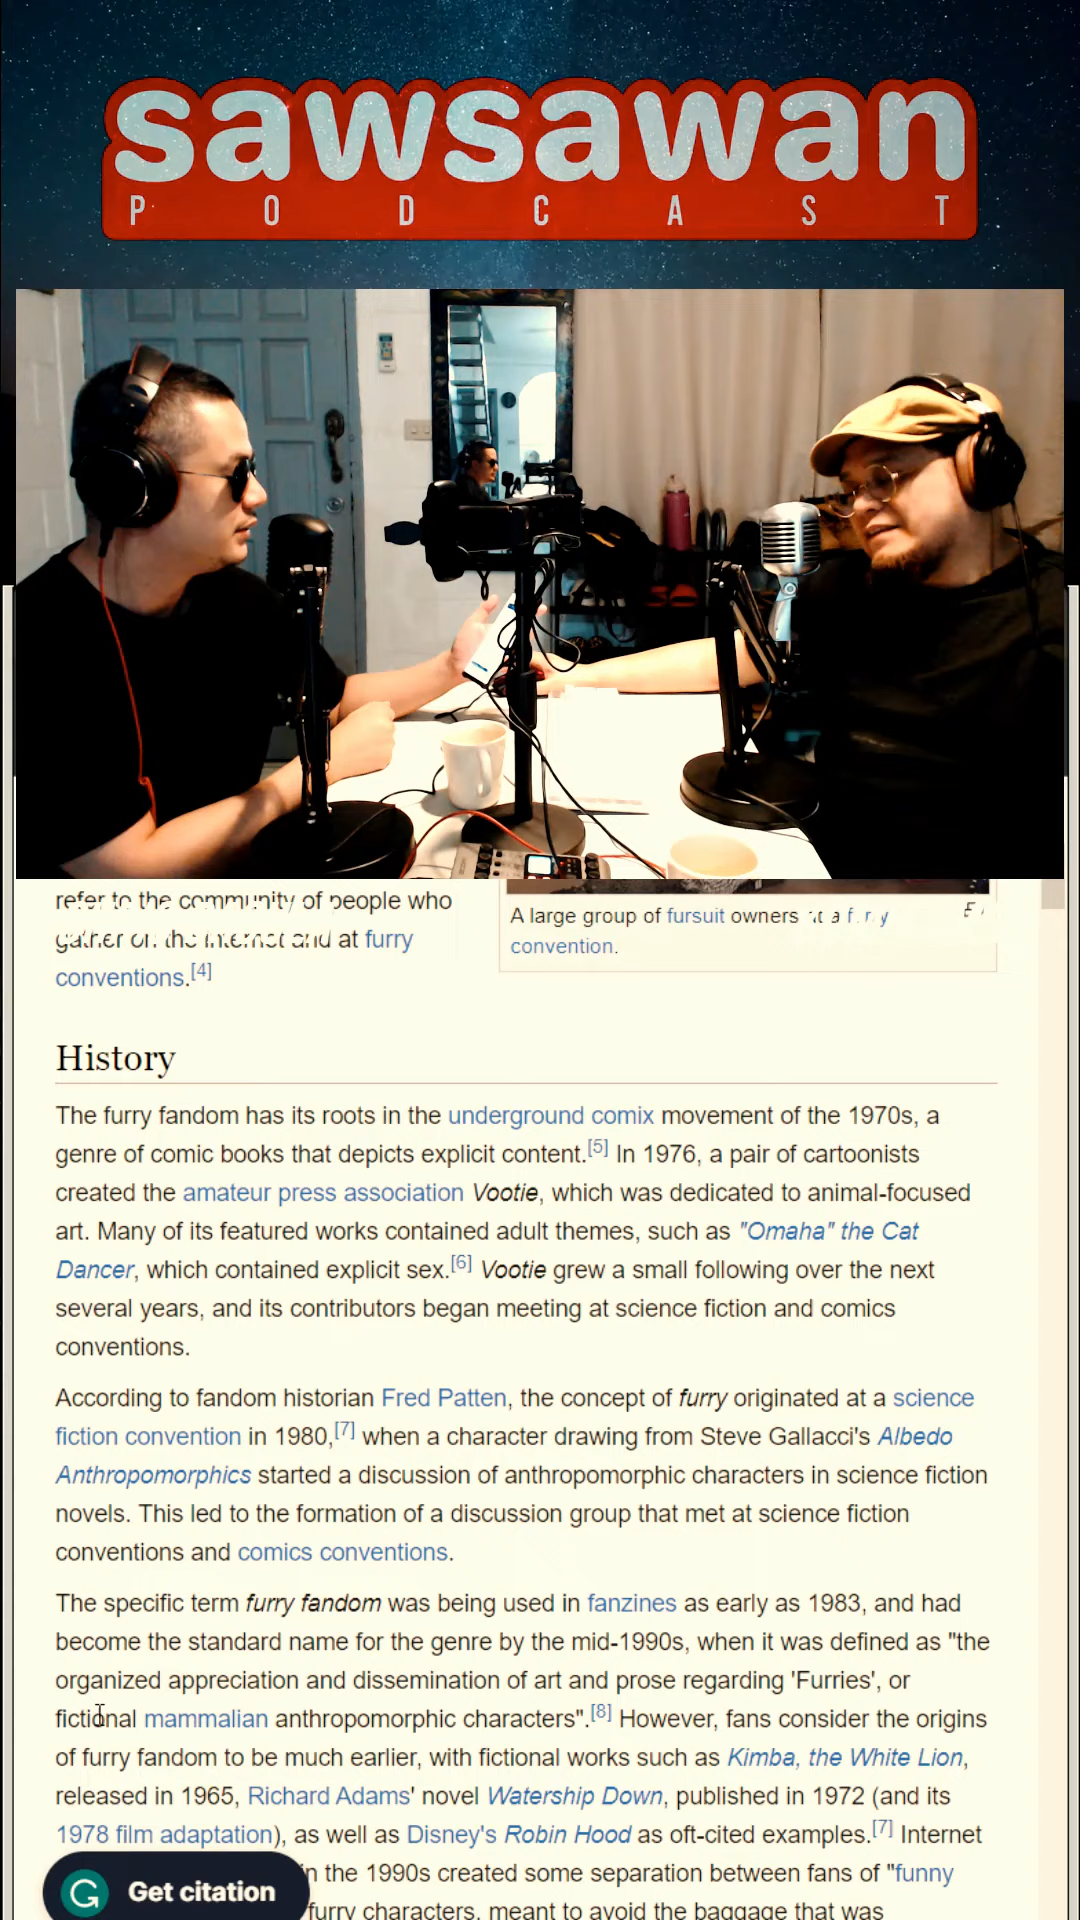 sawsawan
PODCAST
refer to the community of people who
gather on the internet and at furry
conventions.[4]
A large group of fursuit owners at a furry
convention.
History
The furry fandom has its roots in the underground comix movement of the 1970s, a
genre of comic books that depicts explicit content.[5] In 1976, a pair of cartoonists
created the amateur press association Vootie, which was dedicated to animal-focused
art. Many of its featured works contained adult themes, such as "Omaha" the Cat
Dancer, which contained explicit sex.[6] Vootie grew a small following over the next
several years, and its contributors began meeting at science fiction and comics
conventions.
According to fandom historian Fred Patten, the concept of furry originated at a science
fiction convention in 1980,[7] when a character drawing from Steve Gallacci's Albedo
Anthropomorphics started a discussion of anthropomorphic characters in science fiction
novels. This led to the formation of a discussion group that met at science fiction
conventions and comics conventions.
The specific term furry fandom was being used in fanzines as early as 1983, and had
become the standard name for the genre by the mid-1990s, when it was defined as "the
organized appreciation and dissemination of art and prose regarding 'Furries', or
fictional mammalian anthropomorphic characters".[8] However, fans consider the origins
of furry fandom to be much earlier, with fictional works such as Kimba, the White Lion,
released in 1965, Richard Adams' novel Watership Down, published in 1972 (and its
1978 film adaptation), as well as Disney's Robin Hood as oft-cited examples.[7] Internet
in the 1990s created some separation between fans of "funny
furry characters, meant to avoid the baggage that was
Get citation